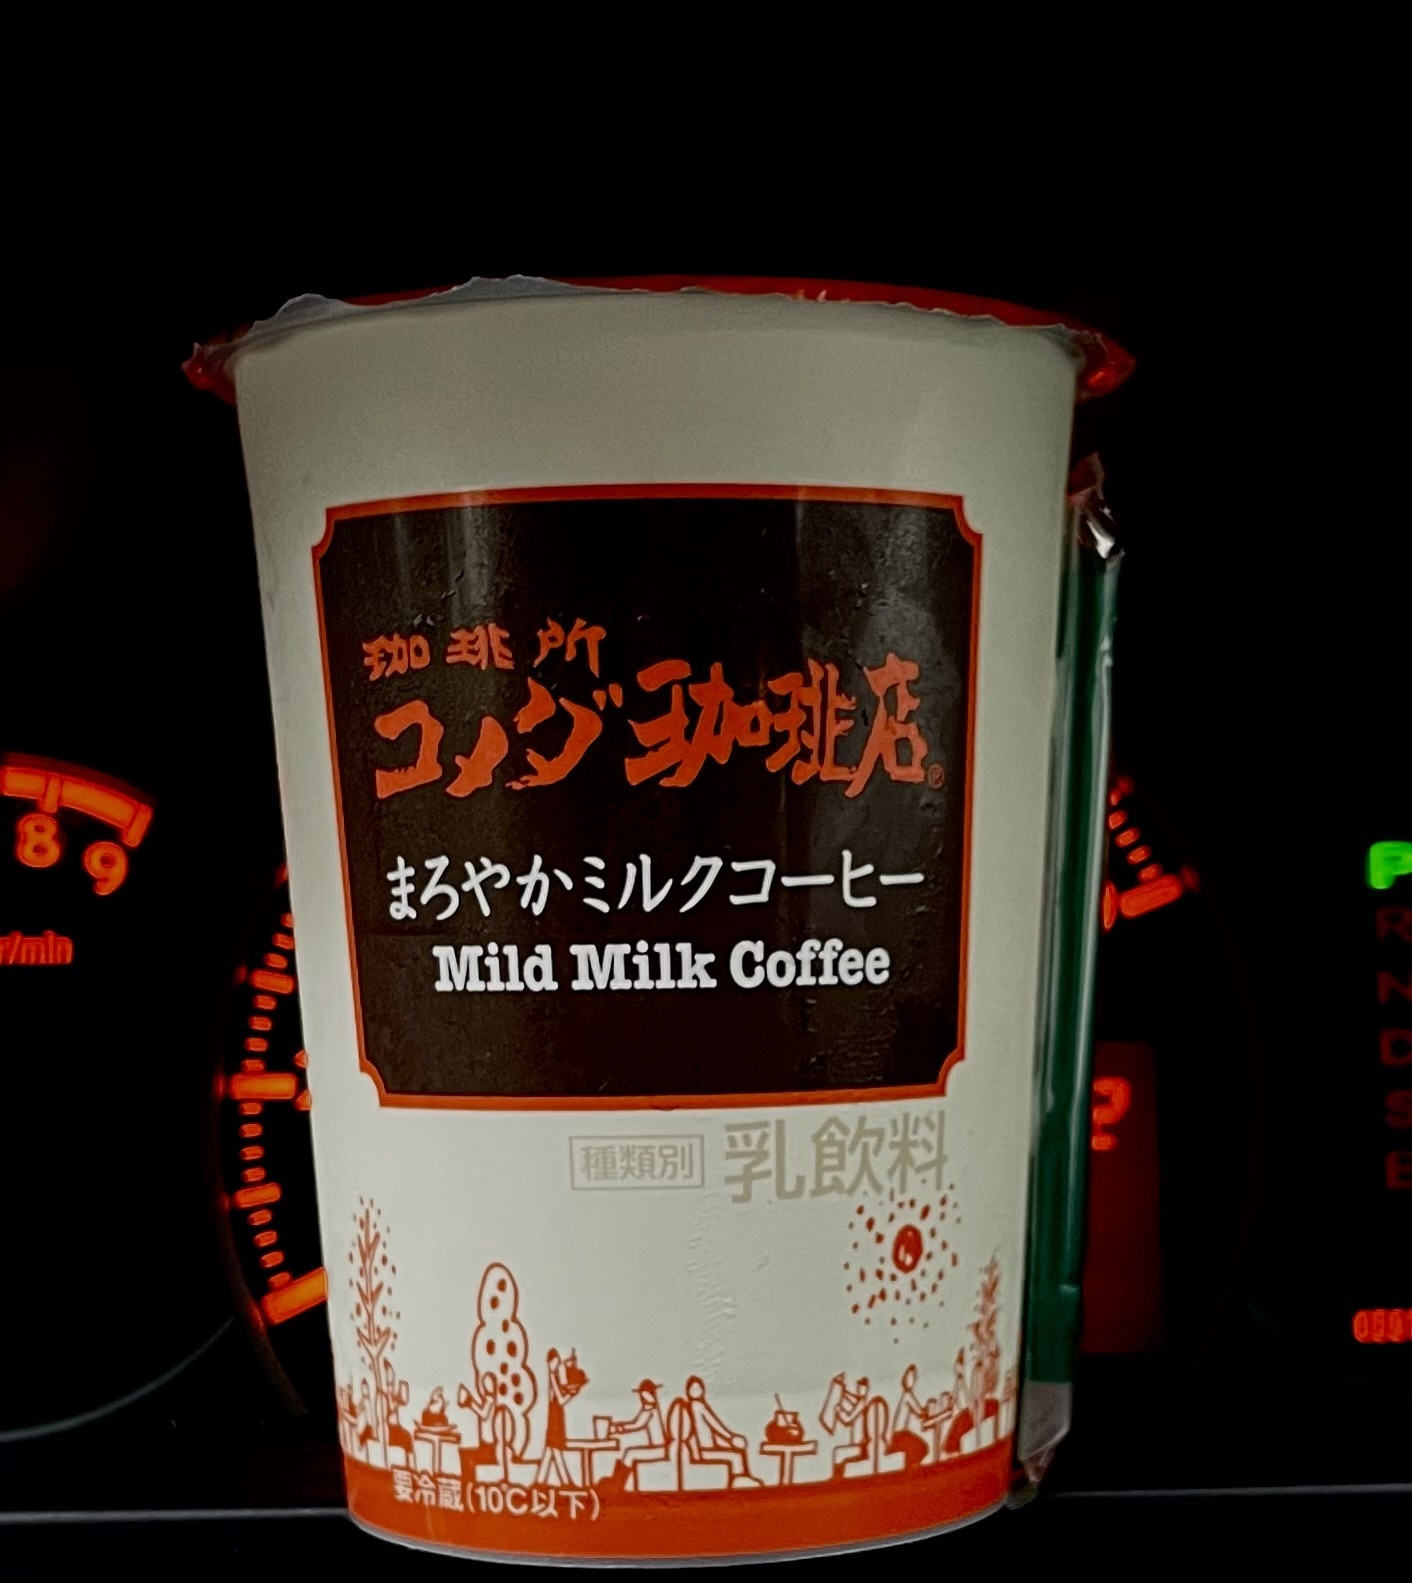 珈琲所
コメダ珈琲店®
まろやかミルクコーヒー
Mild Milk Coffee
種類別 乳飲料
要冷蔵(10℃以下)
8
9
r/min
P
R
N
D
S